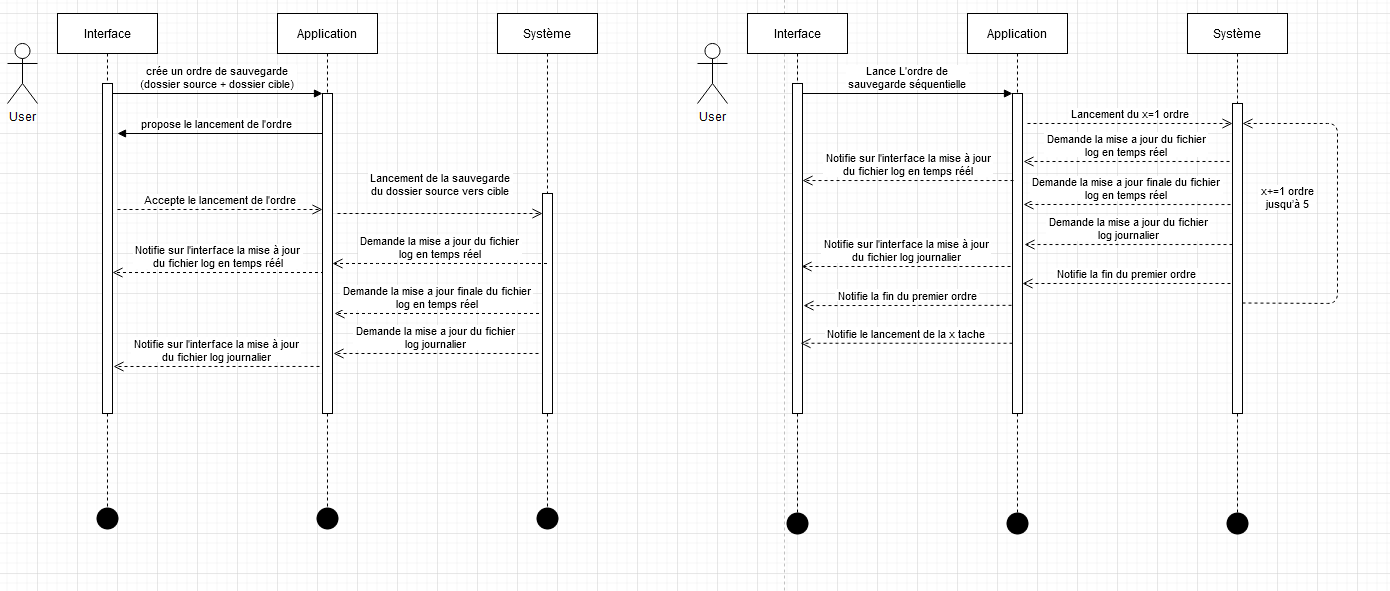 Interface
Application
Système
User
crée un ordre de sauvegarde
(dossier source + dossier cible)
propose le lancement de l'ordre
Lancement de la sauvegarde
du dossier source vers cible
Accepte le lancement de l'ordre
Demande la mise a jour du fichier
log en temps réel
Notifie sur l'interface la mise à jour
du fichier log en temps réél
Demande la mise a jour finale du fichier
log en temps réel
Demande la mise a jour du fichier
log journalier
Notifie sur l'interface la mise à jour
du fichier log journalier
Interface
Application
Système
User
Lance L'ordre de
sauvegarde séquentielle
Lancement du x=1 ordre
Demande la mise a jour du fichier
log en temps réel
Notifie sur l'interface la mise à jour
du fichier log en temps réél
Demande la mise a jour finale du fichier
log en temps réel
x+=1 ordre
jusqu'à 5
Demande la mise a jour du fichier
log journalier
Notifie sur l'interface la mise à jour
du fichier log journalier
Notifie la fin du premier ordre
Notifie la fin du premier ordre
Notifie le lancement de la x tache